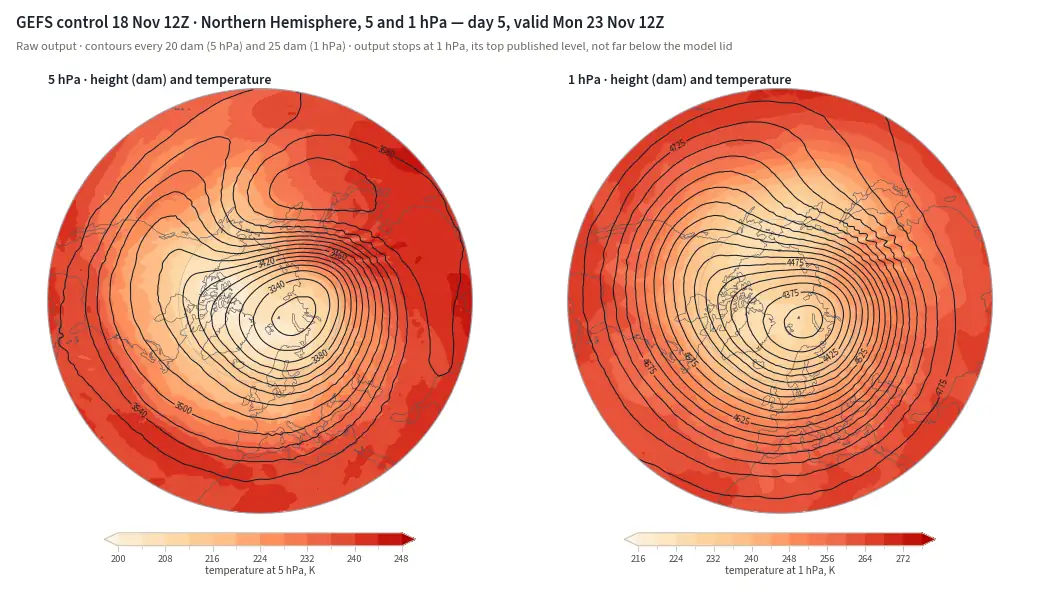 GEFS control 18 Nov 12Z · Northern Hemisphere, 5 and 1 hPa — day 5, valid Mon 23 Nov 12Z
Raw output · contours every 20 dam (5 hPa) and 25 dam (1 hPa) · output stops at 1 hPa, its top published level, not far below the model lid
5 hPa · height (dam) and temperature
1 hPa · height (dam) and temperature
4725
3420
4475
3340
4375
3380
4425
4625
4775
3540
3500
4625
200 208 216 224 232 240 248
temperature at 5 hPa, K
216 224 232 240 248 256 264 272
temperature at 1 hPa, K